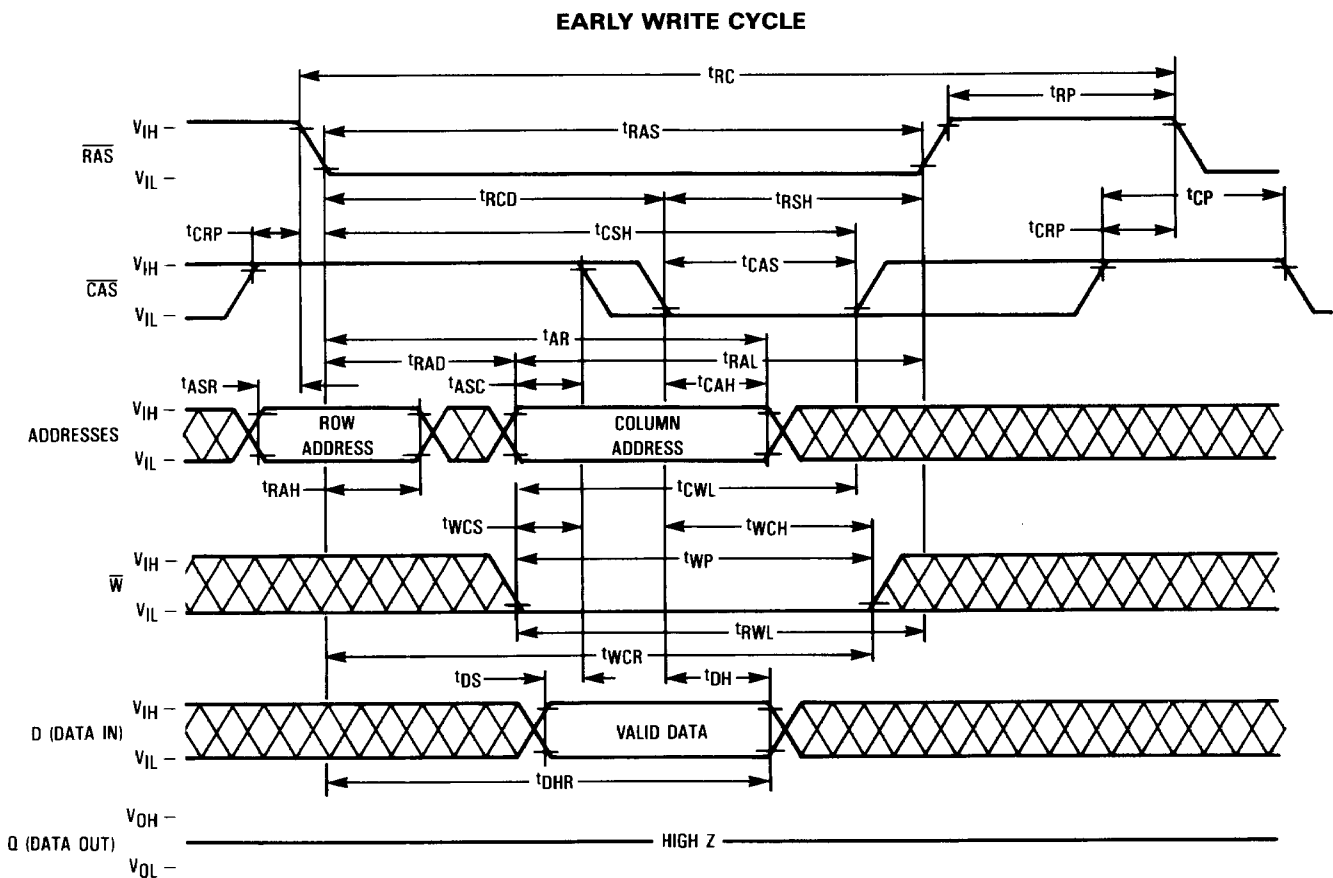 EARLY WRITE CYCLE
tRC
tRP
VIH
tRAS
RAS
VIL
tRCD
tRSH
tCP
tCRP
tCSH
tCRP
VIH
tCAS
CAS
VIL
tAR
tRAD
tRAL
tASR
tASC
tCAH
VIH
ROW ADDRESS
COLUMN ADDRESS
ADDRESSES
VIL
tRAH
tCWL
tWCS
tWCH
VIH
tWP
W
VIL
tRWL
tWCR
tDS
tDH
VIH
D (DATA IN)
VALID DATA
VIL
tDHR
VOH
Q (DATA OUT)
HIGH Z
VOL